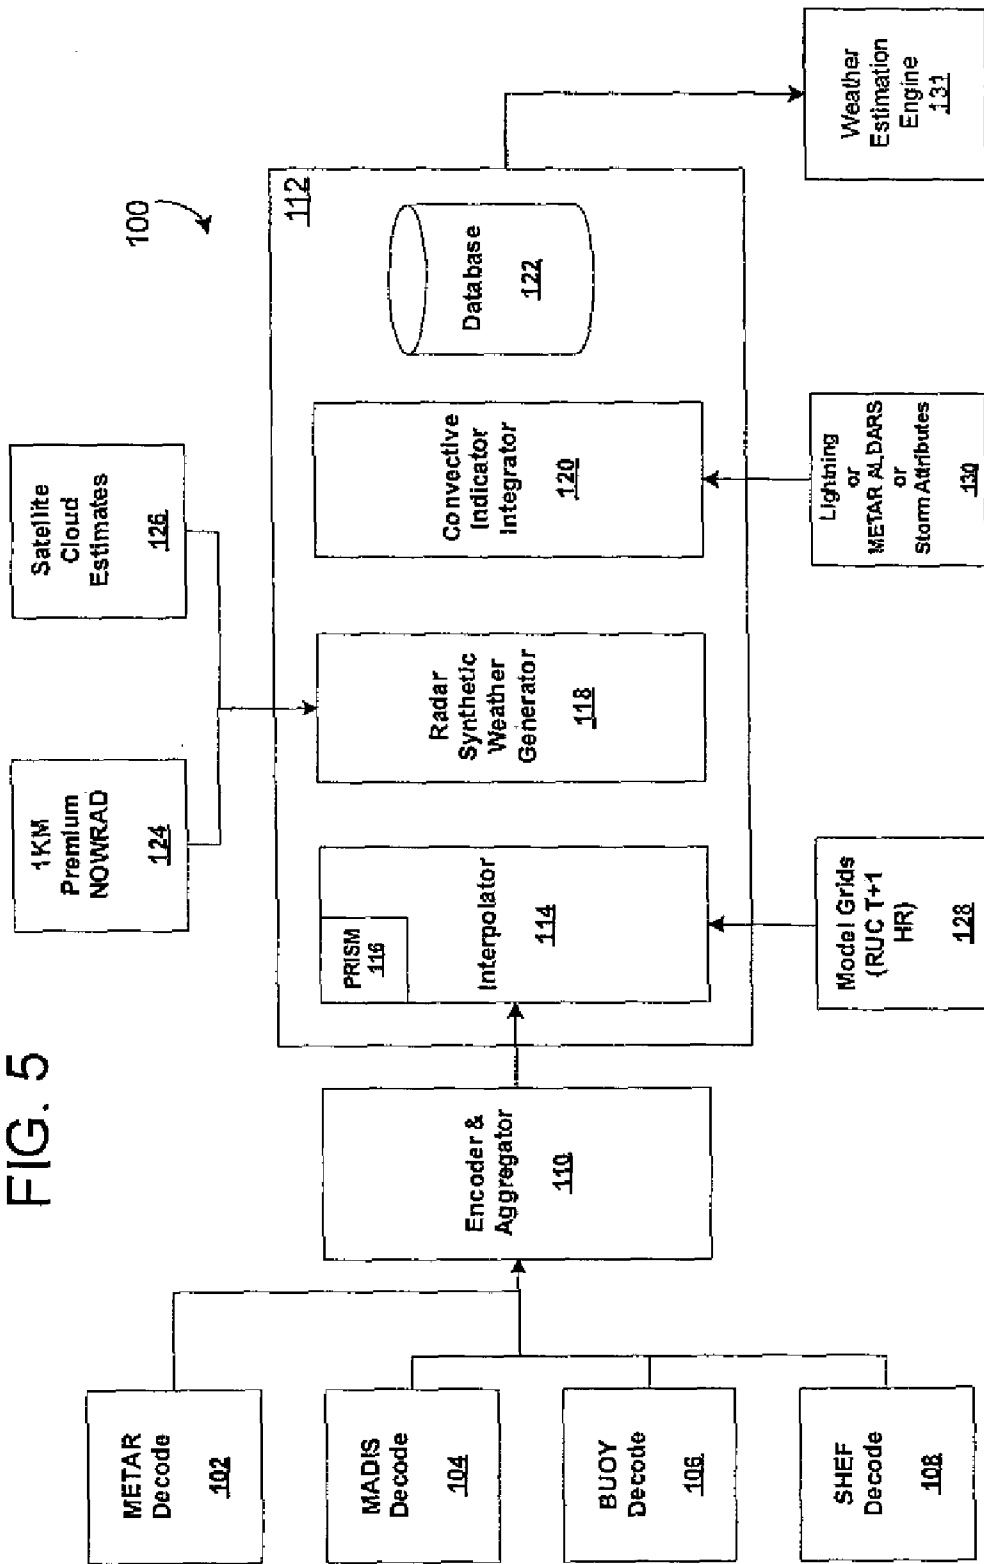 FIG. 5
100
METAR
Decode
102
MADIS
Decode
104
BUOY
Decode
106
SHEF
Decode
108
Encoder &
Aggregator
110
112
PRISM
116
Interpolator
114
Radar
Synthetic
Weather
Generator
118
Convective
Indicator
Integrator
120
Database
122
1KM
Premium
NOWRAD
124
Satellite
Cloud
Estimates
126
Model Grids
(RUC T+1
HR)
128
Lightning
or
METAR ALDARS
or
Storm Attributes
130
Weather
Estimation
Engine
131